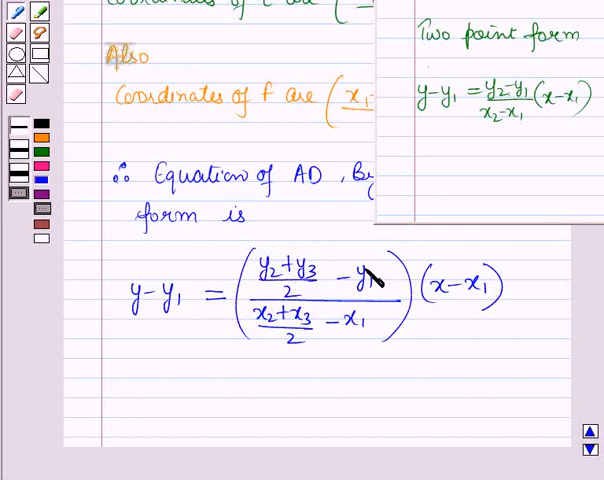 Also
Coordinates of F are ( x₁
∴ Equation of AD ,
form is
y-y₁ = ( ((y₂+y₃)/2 - y₁) / ((x₂+x₃)/2 - x₁) ) (x-x₁)
Two point form
y-y₁ = (y₂-y₁)/(x₂-x₁) (x-x₁)